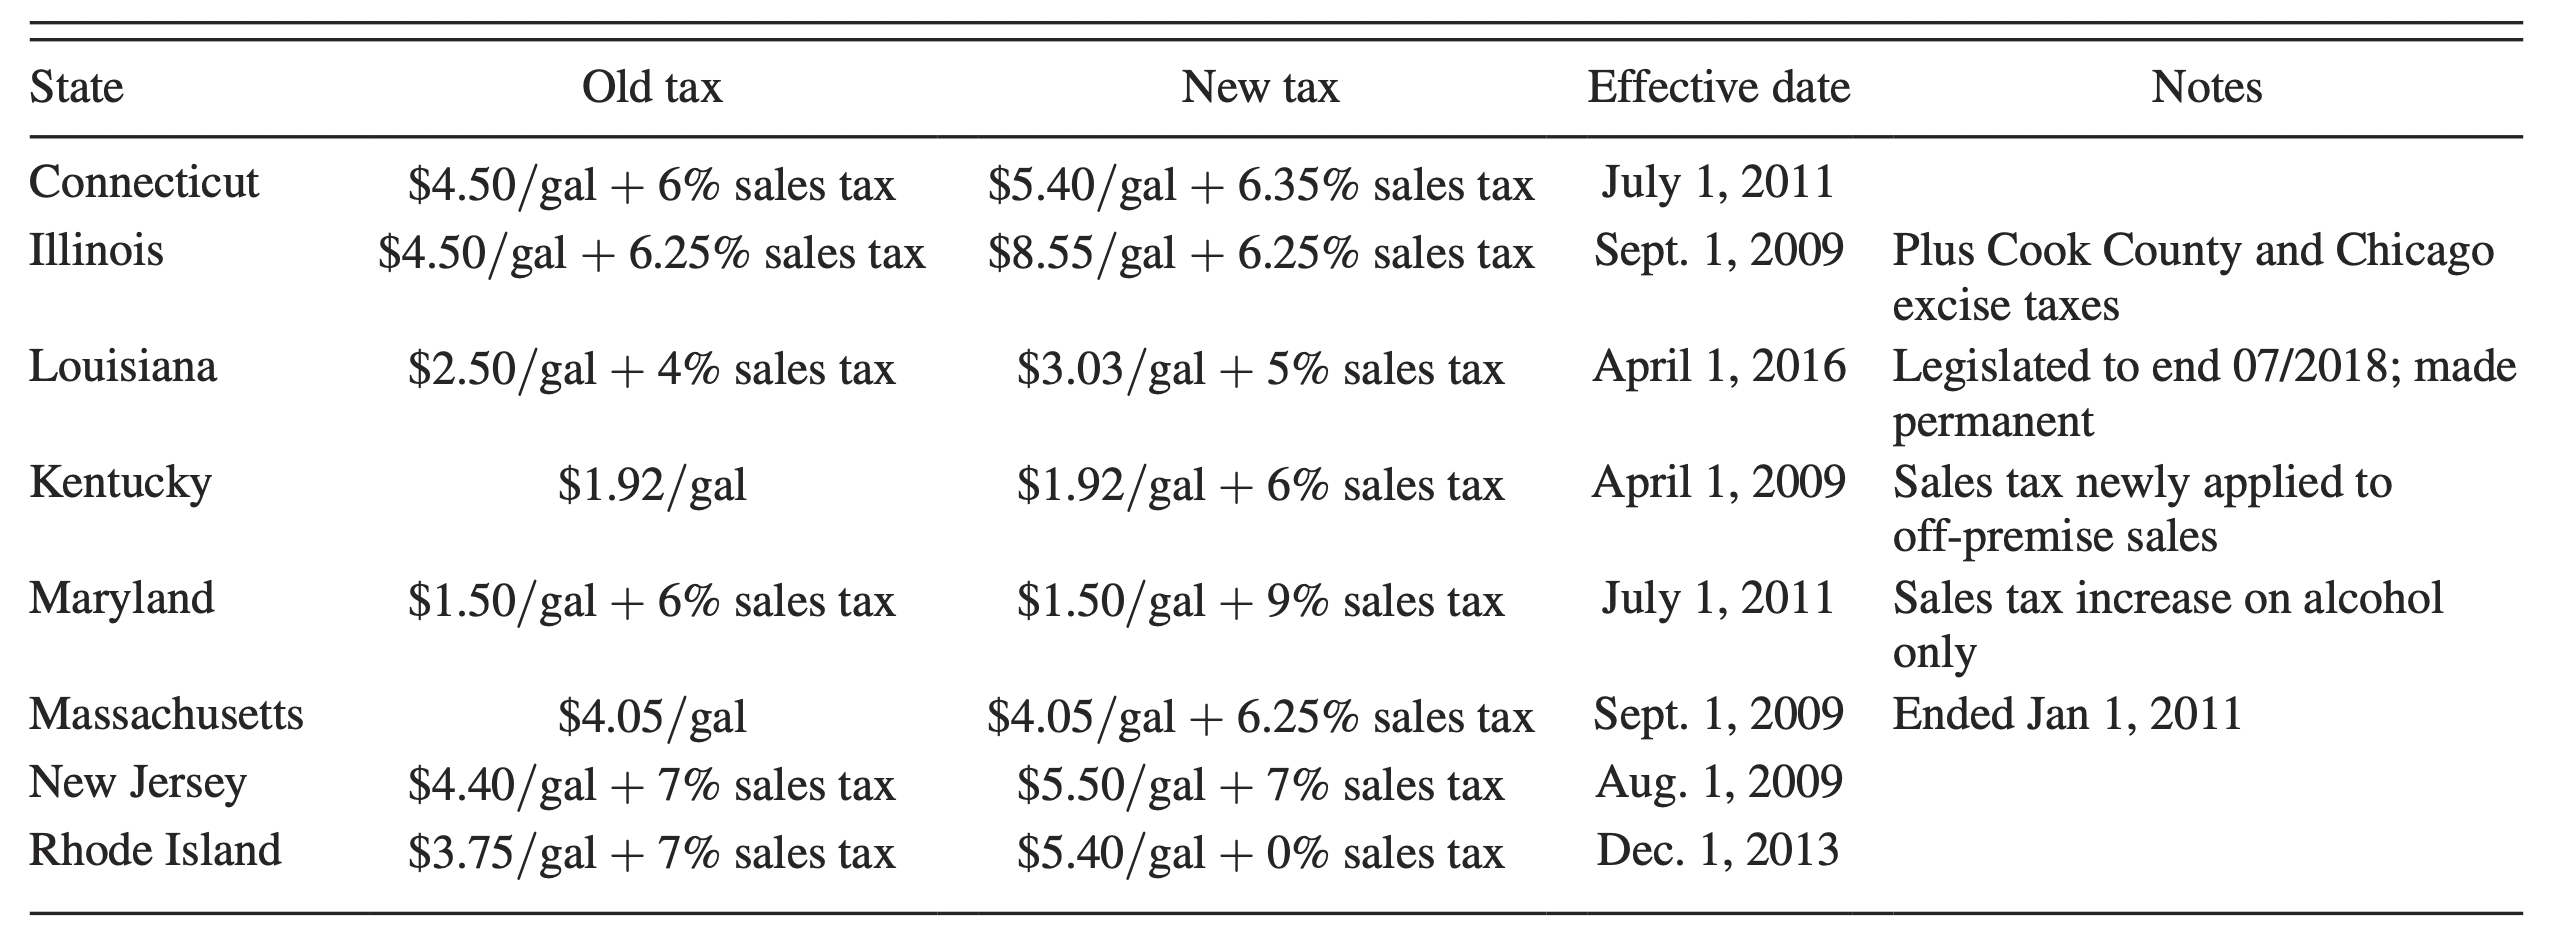 State Old tax New tax Effective date Notes
Connecticut $4.50/gal + 6% sales tax $5.40/gal + 6.35% sales tax July 1, 2011
Illinois $4.50/gal + 6.25% sales tax $8.55/gal + 6.25% sales tax Sept. 1, 2009 Plus Cook County and Chicago
excise taxes
Louisiana $2.50/gal + 4% sales tax $3.03/gal + 5% sales tax April 1, 2016 Legislated to end 07/2018; made
permanent
Kentucky $1.92/gal $1.92/gal + 6% sales tax April 1, 2009 Sales tax newly applied to
off-premise sales
Maryland $1.50/gal + 6% sales tax $1.50/gal + 9% sales tax July 1, 2011 Sales tax increase on alcohol
only
Massachusetts $4.05/gal $4.05/gal + 6.25% sales tax Sept. 1, 2009 Ended Jan 1, 2011
New Jersey $4.40/gal + 7% sales tax $5.50/gal + 7% sales tax Aug. 1, 2009
Rhode Island $3.75/gal + 7% sales tax $5.40/gal + 0% sales tax Dec. 1, 2013